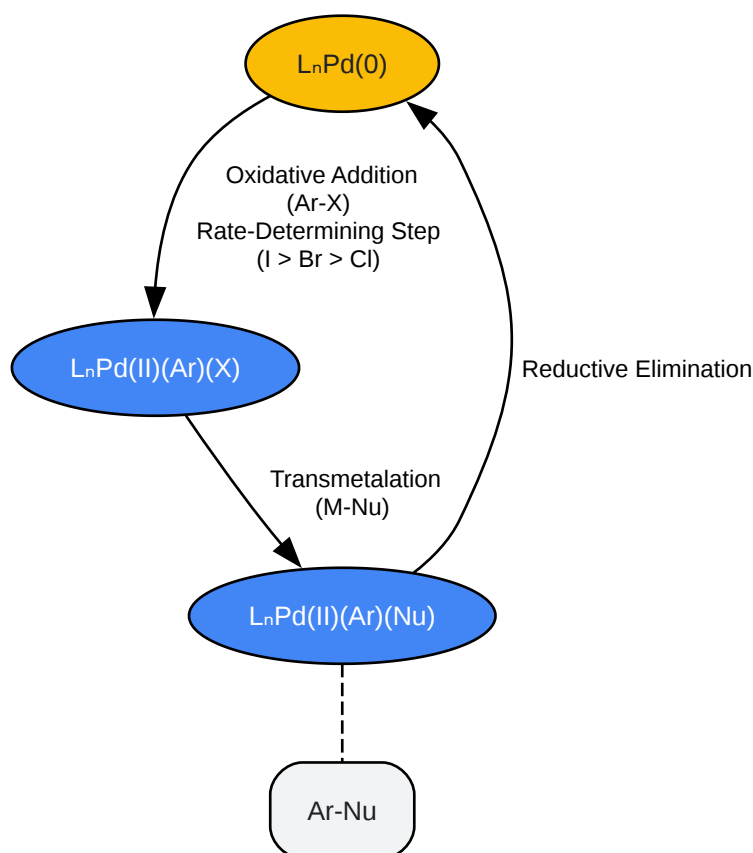 LₙPd(0)
Oxidative Addition
(Ar-X)
Rate-Determining Step
(I > Br > Cl)
LₙPd(II)(Ar)(X)
Reductive Elimination
Transmetalation
(M-Nu)
LₙPd(II)(Ar)(Nu)
Ar-Nu